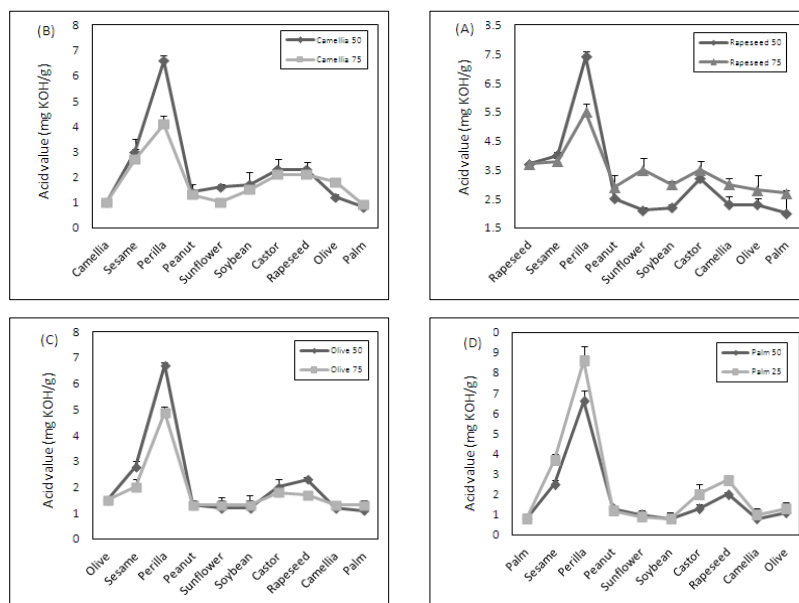 (B)
Acid value (mg KOH/g)
8
7
6
5
4
3
2
1
0
Camellia 50
Camellia 75
Camellia
Sesame
Perilla
Peanut
Sunflower
Soybean
Castor
Rapeseed
Olive
Palm
(A)
Acid value (mg KOH/g)
8.5
7.5
6.5
5.5
4.5
3.5
2.5
1.5
Rapeseed 50
Rapeseed 75
Rapeseed
Sesame
Perilla
Peanut
Sunflower
Soybean
Castor
Camellia
Olive
Palm
(C)
Acid value (mg KOH/g)
8
7
6
5
4
3
2
1
0
Olive 50
Olive 75
Olive
Sesame
Perilla
Peanut
Sunflower
Soybean
Castor
Rapeseed
Camellia
Palm
(D)
Acid value (mg KOH/g)
0
9
8
7
6
5
4
3
2
1
0
Palm 50
Palm 25
Palm
Sesame
Perilla
Peanut
Sunflower
Soybean
Castor
Rapeseed
Camellia
Olive